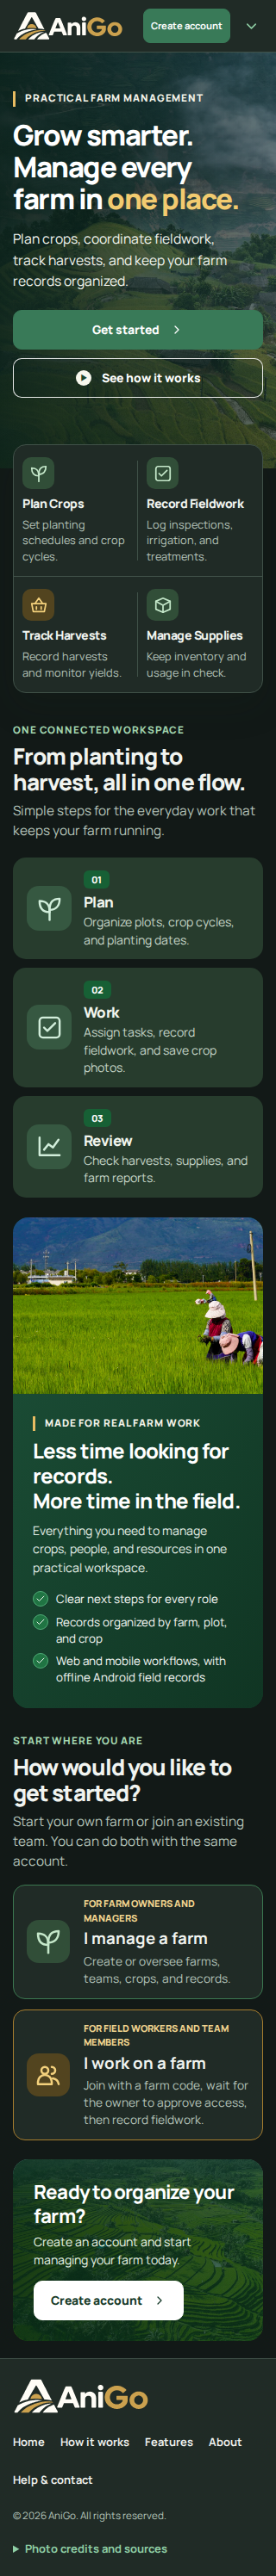 AniGo
Create account
PRACTICAL FARM MANAGEMENT
Grow smarter.
Manage every
farm in one place.
Plan crops, coordinate fieldwork,
track harvests, and keep your farm
records organized.
Get started
See how it works
Plan Crops
Set planting
schedules and crop
cycles.
Record Fieldwork
Log inspections,
irrigation, and
treatments.
Track Harvests
Record harvests
and monitor yields.
Manage Supplies
Keep inventory and
usage in check.
ONE CONNECTED WORKSPACE
From planting to
harvest, all in one flow.
Simple steps for the everyday work that
keeps your farm running.
01
Plan
Organize plots, crop cycles,
and planting dates.
02
Work
Assign tasks, record
fieldwork, and save crop
photos.
03
Review
Check harvests, supplies, and
farm reports.
MADE FOR REAL FARM WORK
Less time looking for
records.
More time in the field.
Everything you need to manage
crops, people, and resources in one
practical workspace.
Clear next steps for every role
Records organized by farm, plot,
and crop
Web and mobile workflows, with
offline Android field records
START WHERE YOU ARE
How would you like to
get started?
Start your own farm or join an existing
team. You can do both with the same
account.
FOR FARM OWNERS AND
MANAGERS
I manage a farm
Create or oversee farms,
teams, crops, and records.
FOR FIELD WORKERS AND TEAM
MEMBERS
I work on a farm
Join with a farm code, wait for
the owner to approve access,
then record fieldwork.
Ready to organize your
farm?
Create an account and start
managing your farm today.
Create account
AniGo
Home How it works Features About
Help & contact
© 2026 AniGo. All rights reserved.
Photo credits and sources